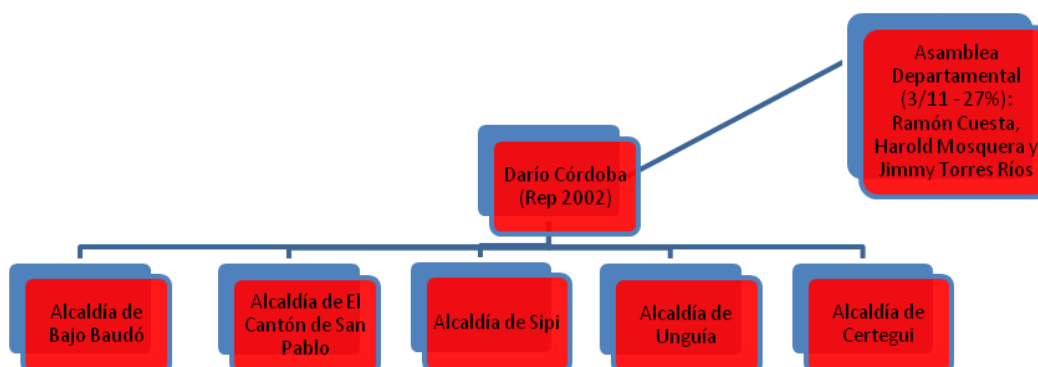 Asamblea
Departamental
(3/11 - 27%):
Ramón Cuesta,
Harold Mosquera y
Jimmy Torres Ríos
Darío Córdoba
(Rep 2002)
Alcaldía de
Bajo Baudó
Alcaldía de El
Cantón de San
Pablo
Alcaldía de Sipi
Alcaldía de
Unguía
Alcaldía de
Certegui